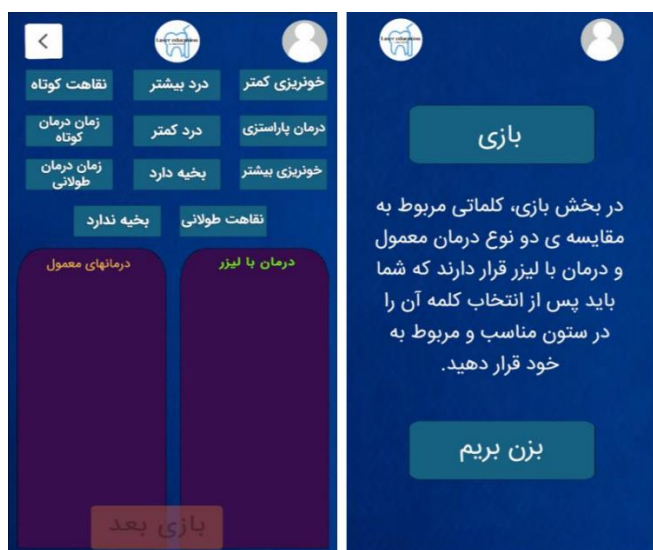 بازی
در بخش بازی، کلماتی مربوط به
مقایسه ی دو نوع درمان معمول
و درمان با لیزر قرار دارند که شما
باید پس از انتخاب کلمه آن را
در ستون مناسب و مربوط به
خود قرار دهید.
بزن بریم
خونریزی کمتر
درد بیشتر
نقاهت کوتاه
درمان پاراستزی
درد کمتر
زمان درمان
کوتاه
خونریزی بیشتر
بخیه دارد
زمان درمان
طولانی
نقاهت طولانی
بخیه ندارد
درمان با لیزر
درمانهای معمول
بازی بعد